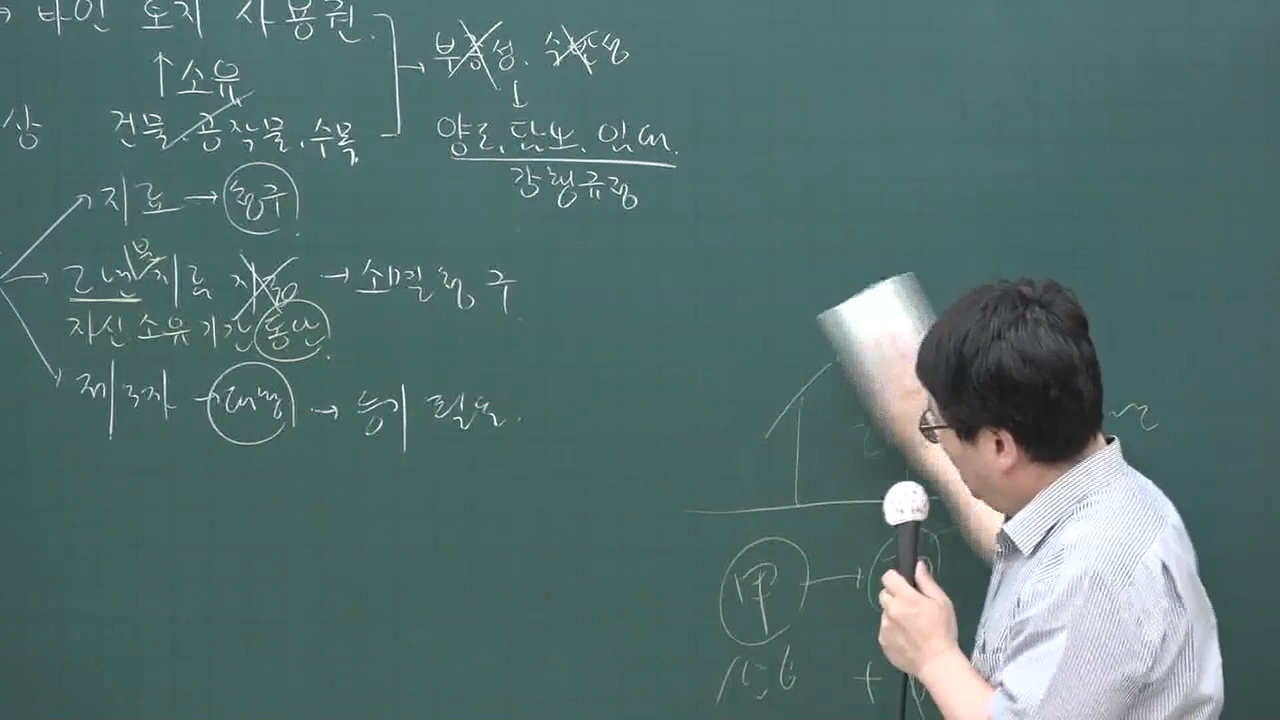 타인 토지 사용권.
↑소유
부종성. 수반성
↓
상 건물.공작물.수목
양도.담보.임대.
강행규정
지료 → 청구
2년 지료 지급 → 소멸청구
자신 소유기간 동안
제3자 → 대항 → 등기 필요.
甲 →